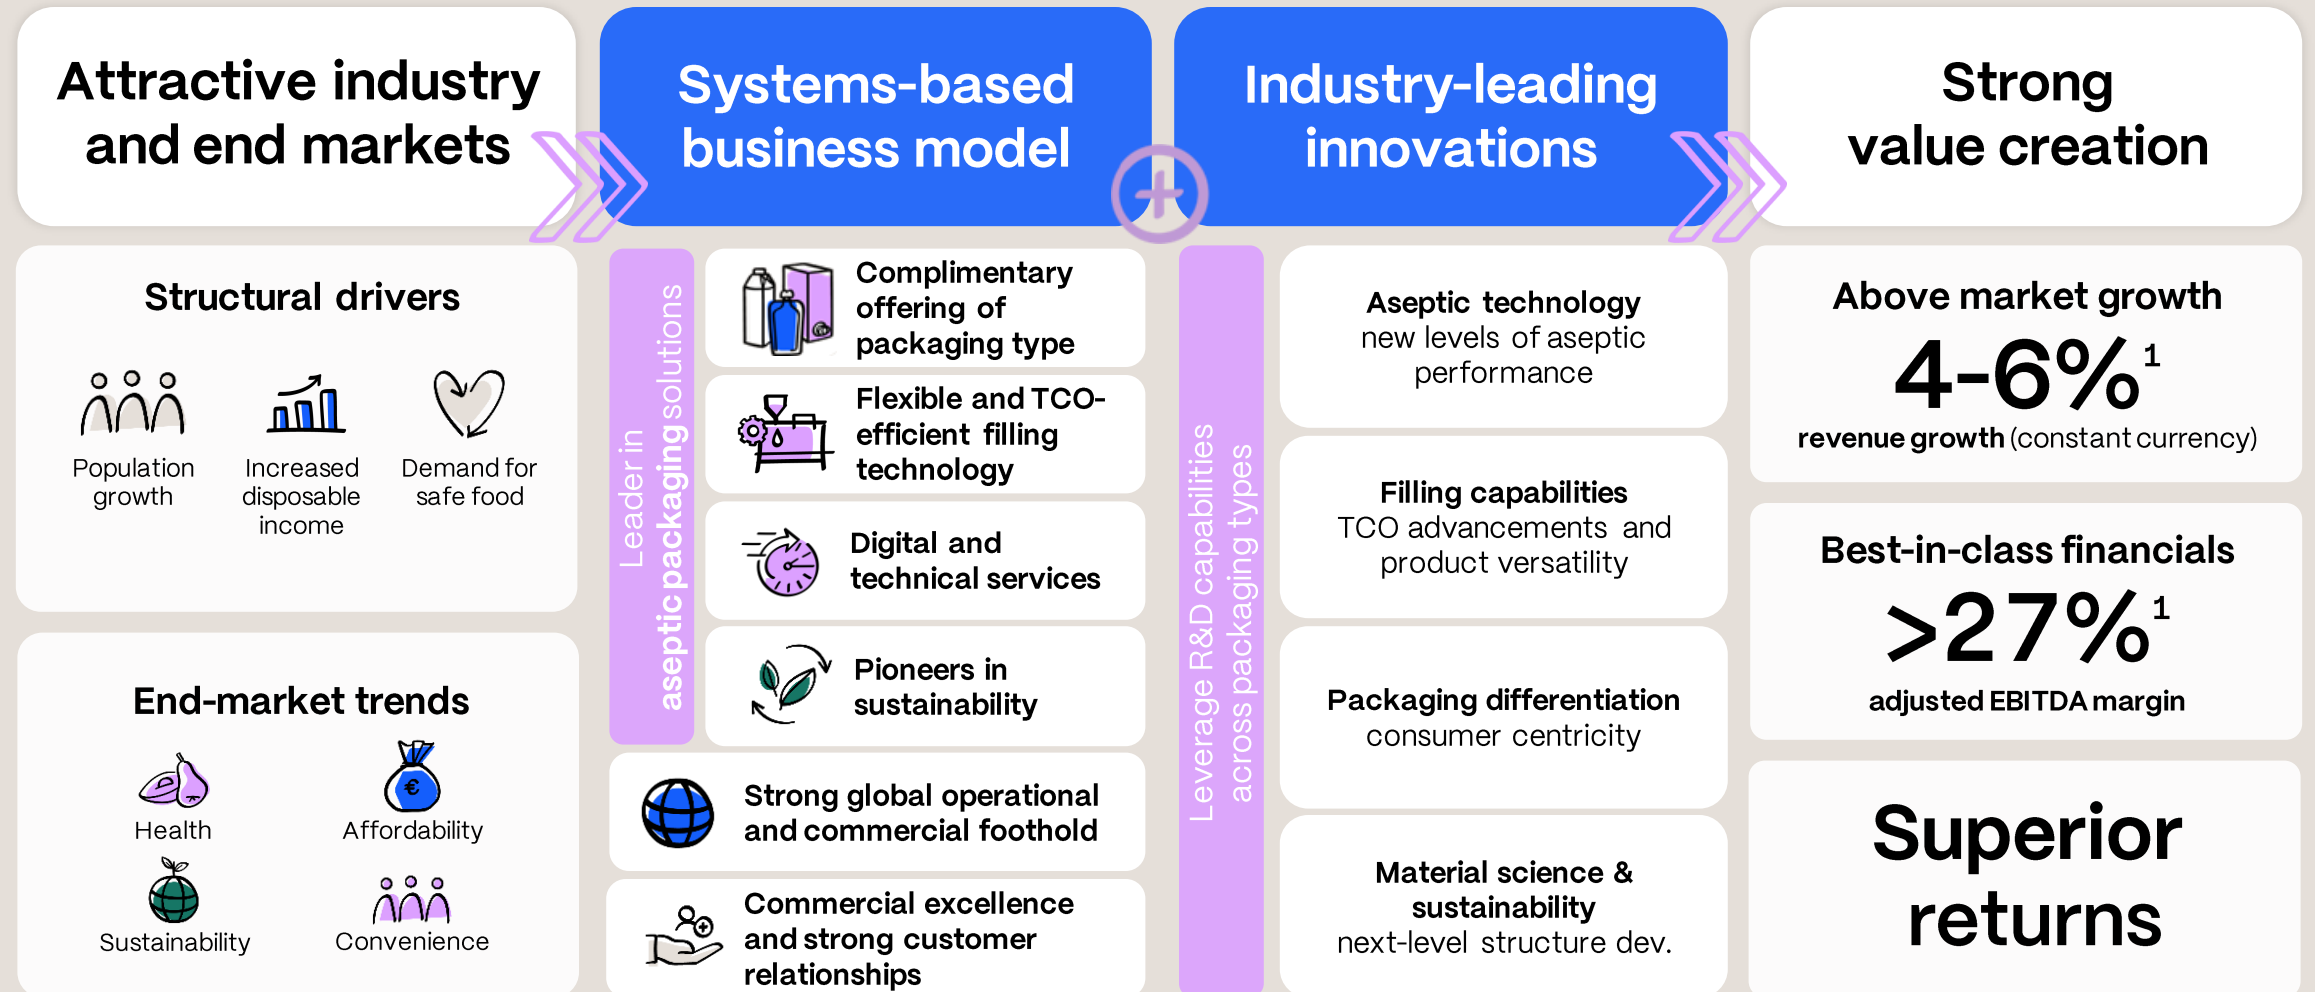 Attractive industry
and end markets
Structural drivers
Population
growth
Increased
disposable
income
Demand for
safe food
End-market trends
Health
€
Affordability
Sustainability
Convenience
Systems-based
business model
Leader in
aseptic packaging solutions
Complimentary
offering of
packaging type
Flexible and TCO-
efficient filling
technology
Digital and
technical services
Pioneers in
sustainability
Strong global operational
and commercial foothold
Commercial excellence
and strong customer
relationships
Industry-leading
innovations
Leverage R&D capabilities
across packaging types
Aseptic technology
new levels of aseptic
performance
Filling capabilities
TCO advancements and
product versatility
Packaging differentiation
consumer centricity
Material science &
sustainability
next-level structure dev.
Strong
value creation
Above market growth
4-6%¹
revenue growth (constant currency)
Best-in-class financials
>27%¹
adjusted EBITDA margin
Superior
returns